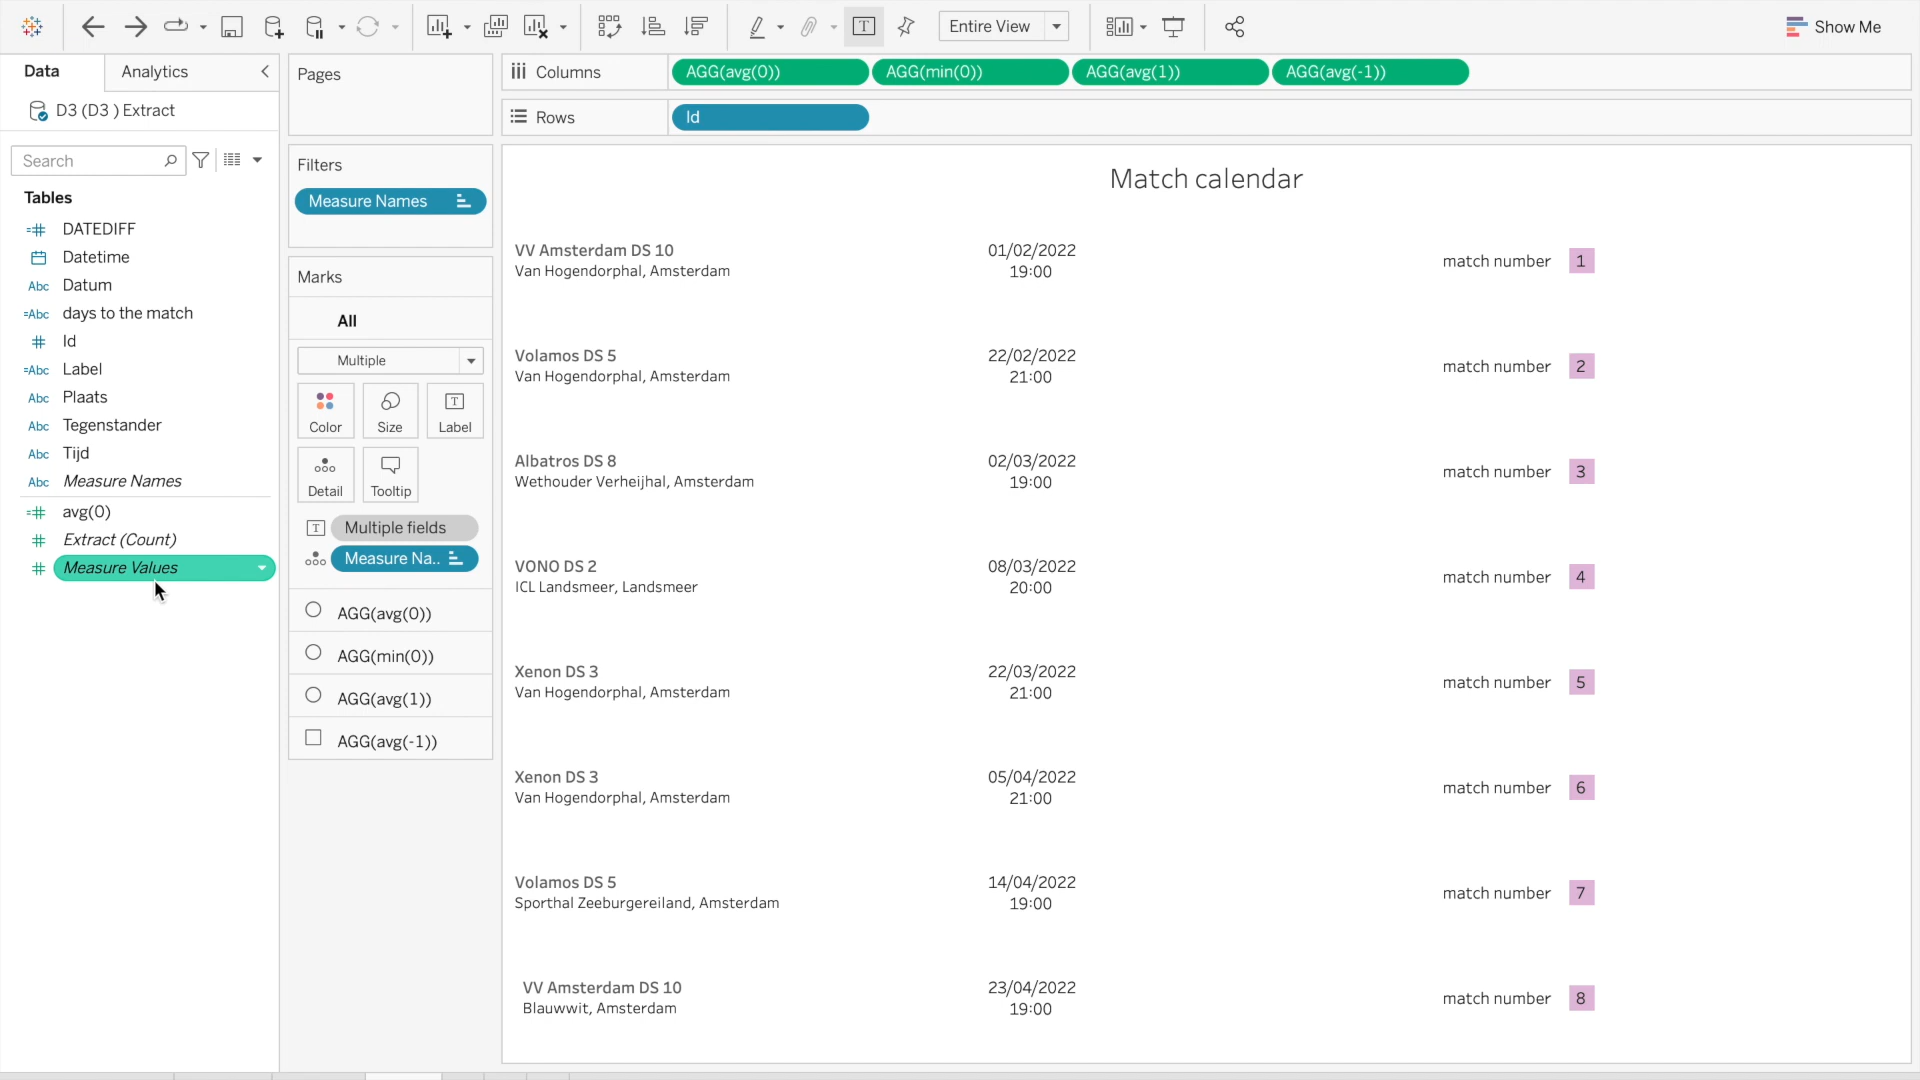 Entire View
Show Me
Data
Analytics
D3 (D3 ) Extract
Search
Tables
DATEDIFF
Datetime
Abc Datum
=Abc days to the match
Id
=Abc Label
Abc Plaats
Abc Tegenstander
Abc Tijd
Abc Measure Names
avg(0)
Extract (Count)
Measure Values
Pages
Filters
Measure Names
Marks
All
Multiple
Color
Size
Label
Detail
Tooltip
Multiple fields
Measure Na..
AGG(avg(0))
AGG(min(0))
AGG(avg(1))
AGG(avg(-1))
Columns
AGG(avg(0)) AGG(min(0)) AGG(avg(1)) AGG(avg(-1))
Rows
Id
Match calendar
VV Amsterdam DS 10
Van Hogendorphal, Amsterdam
01/02/2022
19:00
match number 1
Volamos DS 5
Van Hogendorphal, Amsterdam
22/02/2022
21:00
match number 2
Albatros DS 8
Wethouder Verheijhal, Amsterdam
02/03/2022
19:00
match number 3
VONO DS 2
ICL Landsmeer, Landsmeer
08/03/2022
20:00
match number 4
Xenon DS 3
Van Hogendorphal, Amsterdam
22/03/2022
21:00
match number 5
Xenon DS 3
Van Hogendorphal, Amsterdam
05/04/2022
21:00
match number 6
Volamos DS 5
Sporthal Zeeburgereiland, Amsterdam
14/04/2022
19:00
match number 7
VV Amsterdam DS 10
Blauwwit, Amsterdam
23/04/2022
19:00
match number 8